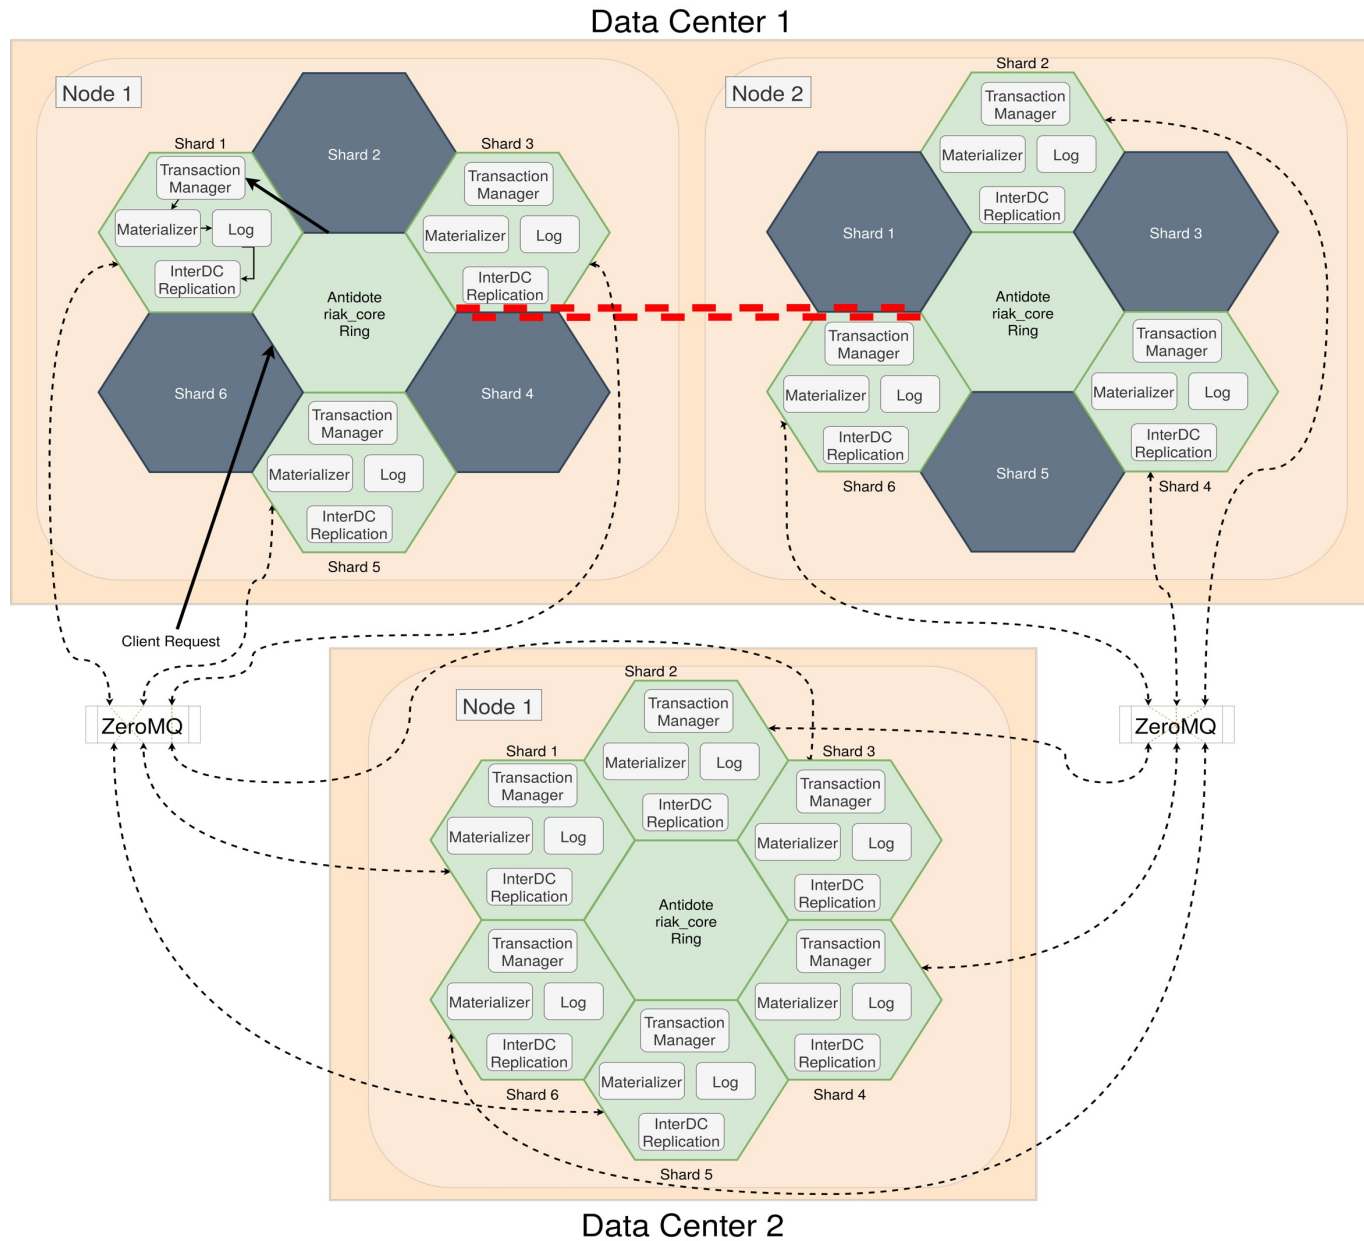 Data Center 1
Node 1
Shard 1
Transaction
Manager
Materializer
Log
InterDC
Replication
Shard 2
Shard 3
Transaction
Manager
Materializer
Log
InterDC
Replication
Antidote
riak_core
Ring
Shard 6
Shard 4
Transaction
Manager
Materializer
Log
InterDC
Replication
Shard 5
Node 2
Shard 2
Transaction
Manager
Materializer
Log
InterDC
Replication
Shard 1
Shard 3
Antidote
riak_core
Ring
Transaction
Manager
Materializer
Log
InterDC
Replication
Shard 6
Transaction
Manager
Materializer
Log
InterDC
Replication
Shard 4
Shard 5
Client Request
ZeroMQ
ZeroMQ
Node 1
Shard 2
Transaction
Manager
Materializer
Log
InterDC
Replication
Shard 1
Transaction
Manager
Materializer
Log
InterDC
Replication
Shard 3
Transaction
Manager
Materializer
Log
InterDC
Replication
Antidote
riak_core
Ring
Transaction
Manager
Materializer
Log
InterDC
Replication
Shard 6
Transaction
Manager
Materializer
Log
InterDC
Replication
Shard 4
Transaction
Manager
Materializer
Log
InterDC
Replication
Shard 5
Data Center 2